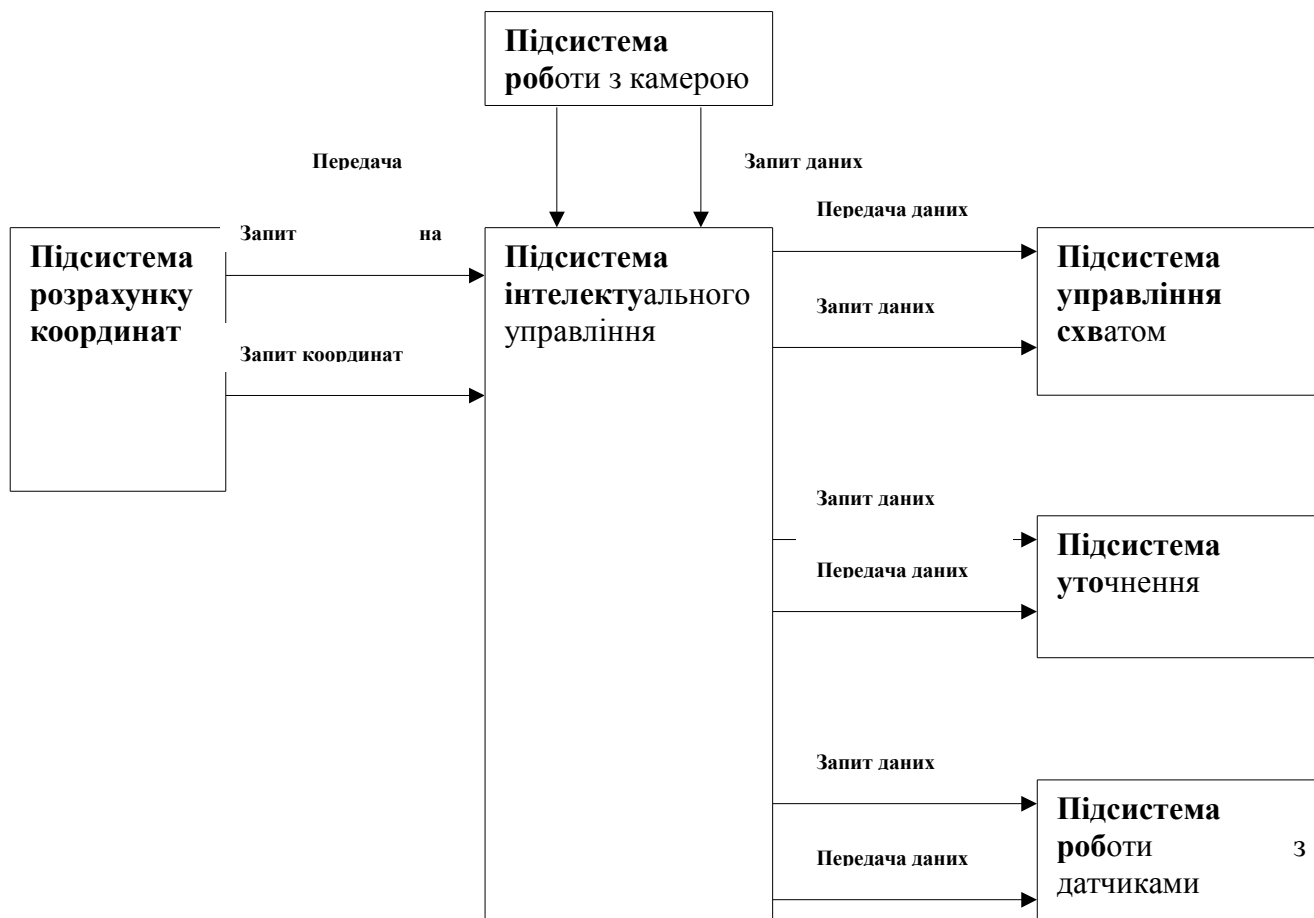 Підсистема
роботи з камерою
Передача
Запит даних
Передача даних
Запит на
Підсистема
розрахунку
координат
Підсистема
інтелектуального
управління
Підсистема
управління
схватом
Запит даних
Запит координат
Запит даних
Підсистема
уточнення
Передача даних
Запит даних
Підсистема
роботи з
датчиками
Передача даних